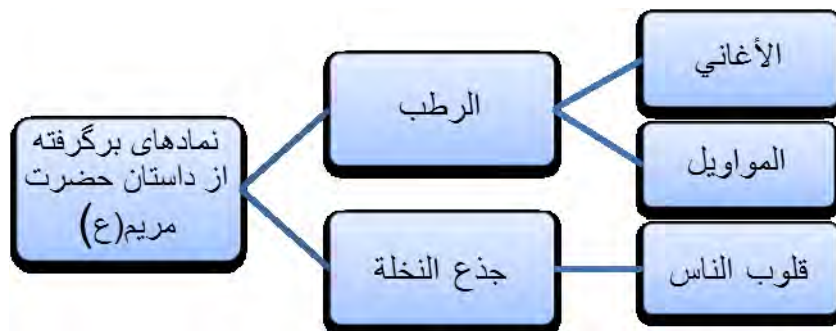 نمادهای برگرفته
از داستان حضرت
مریم(ع)
الرطب
جذع النخلة
الأغاني
المواويل
قلوب الناس